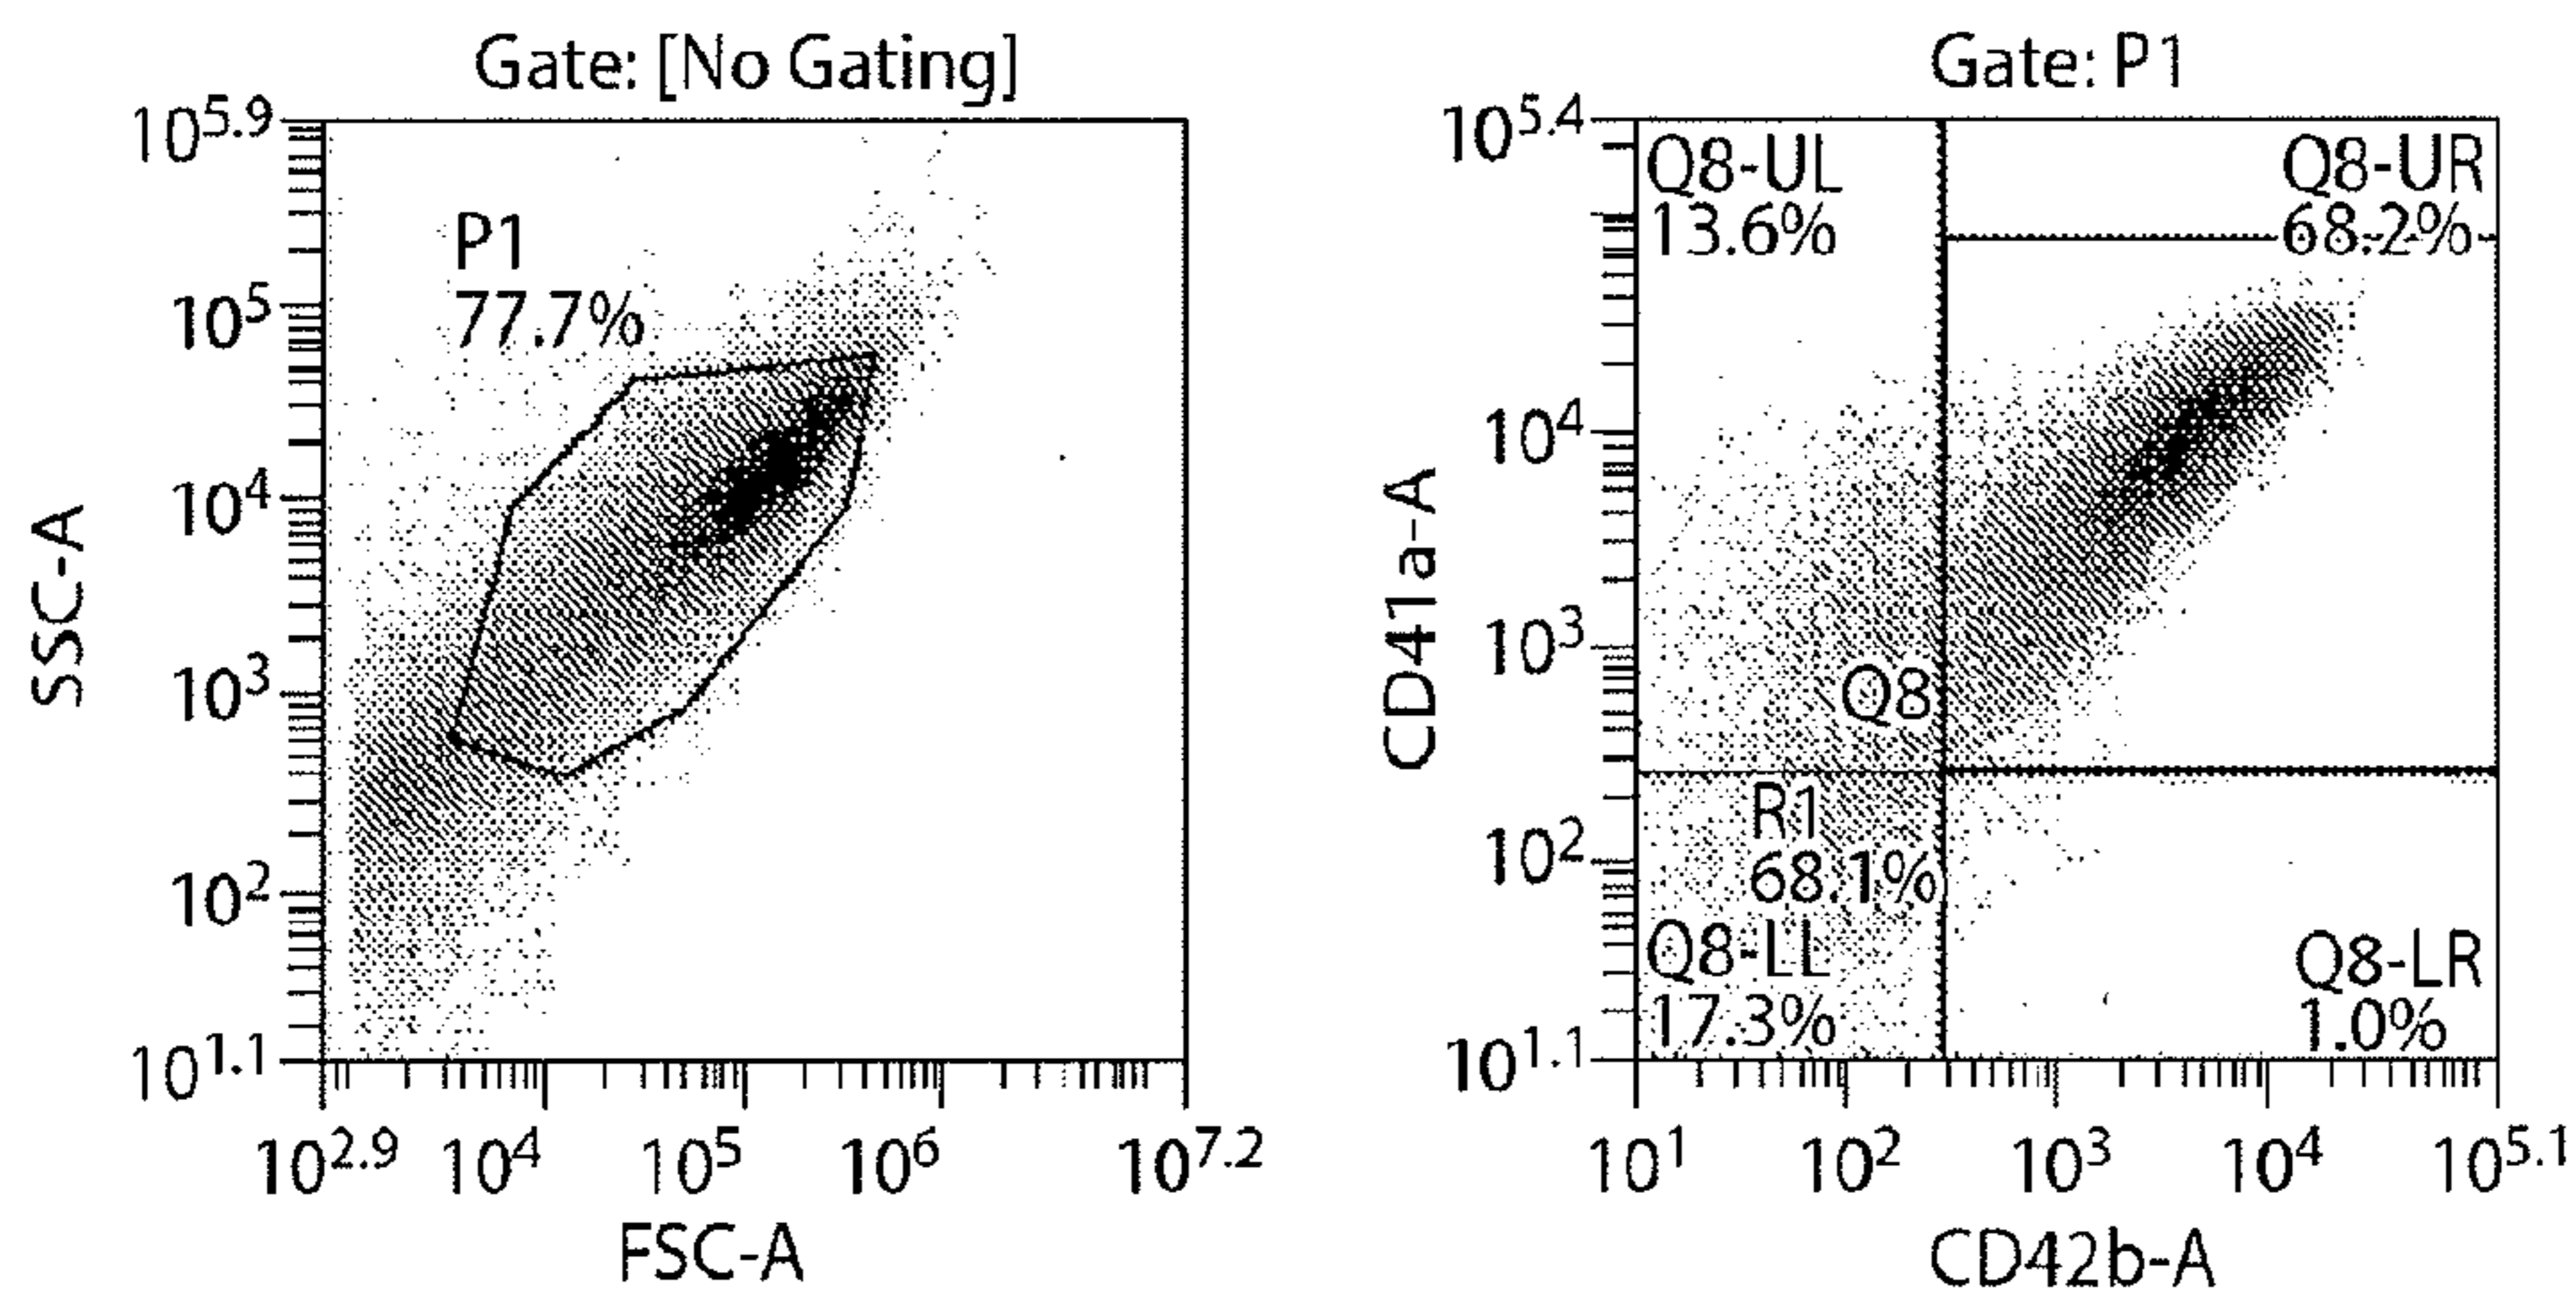 Gate: [No Gating]
10^5.9
10^5
10^4
10^3
10^2
10^1.1
SSC-A
P1
77.7%
10^2.9 10^4 10^5 10^6 10^7.2
FSC-A
Gate: P1
10^5.4
10^4
10^3
10^2
10^1.1
CD41a-A
Q8-UL
13.6%
Q8-UR
68.2%
Q8
R1
68.1%
Q8-LL
17.3%
Q8-LR
1.0%
10^1 10^2 10^3 10^4 10^5.1
CD42b-A